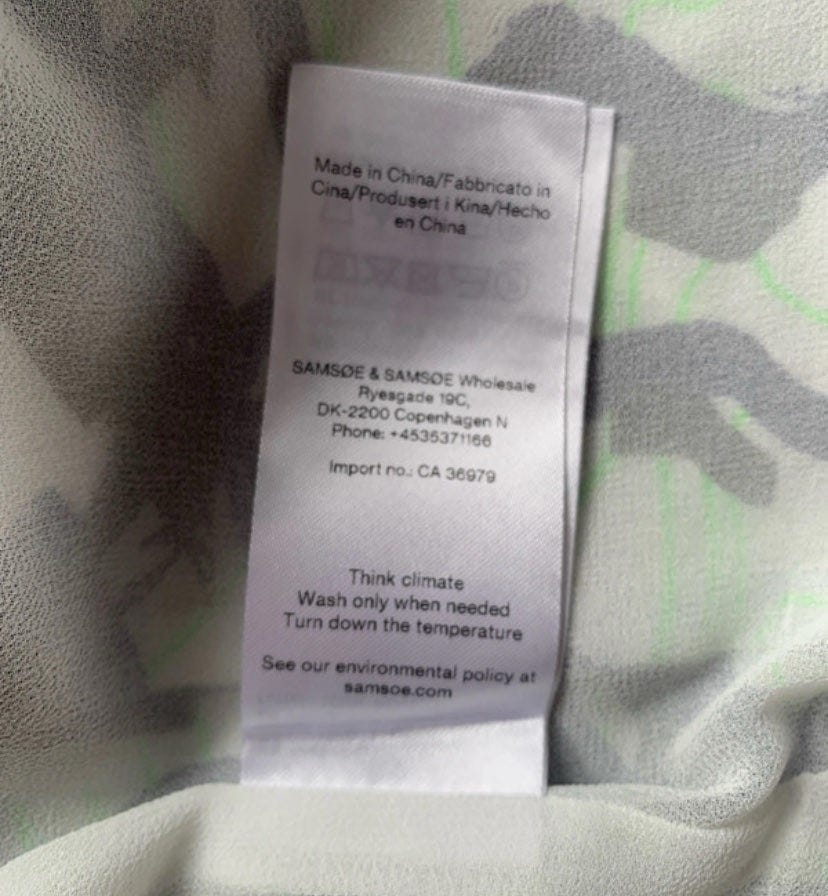 Made in China/Fabbricato in
Cina/Produsert i Kina/Hecho
en China
SAMSØE & SAMSØE Wholesale
Ryesgade 19C,
DK-2200 Copenhagen N
Phone: +4535371166
Import no.: CA 36979
Think climate
Wash only when needed
Turn down the temperature
See our environmental policy at
samsoe.com